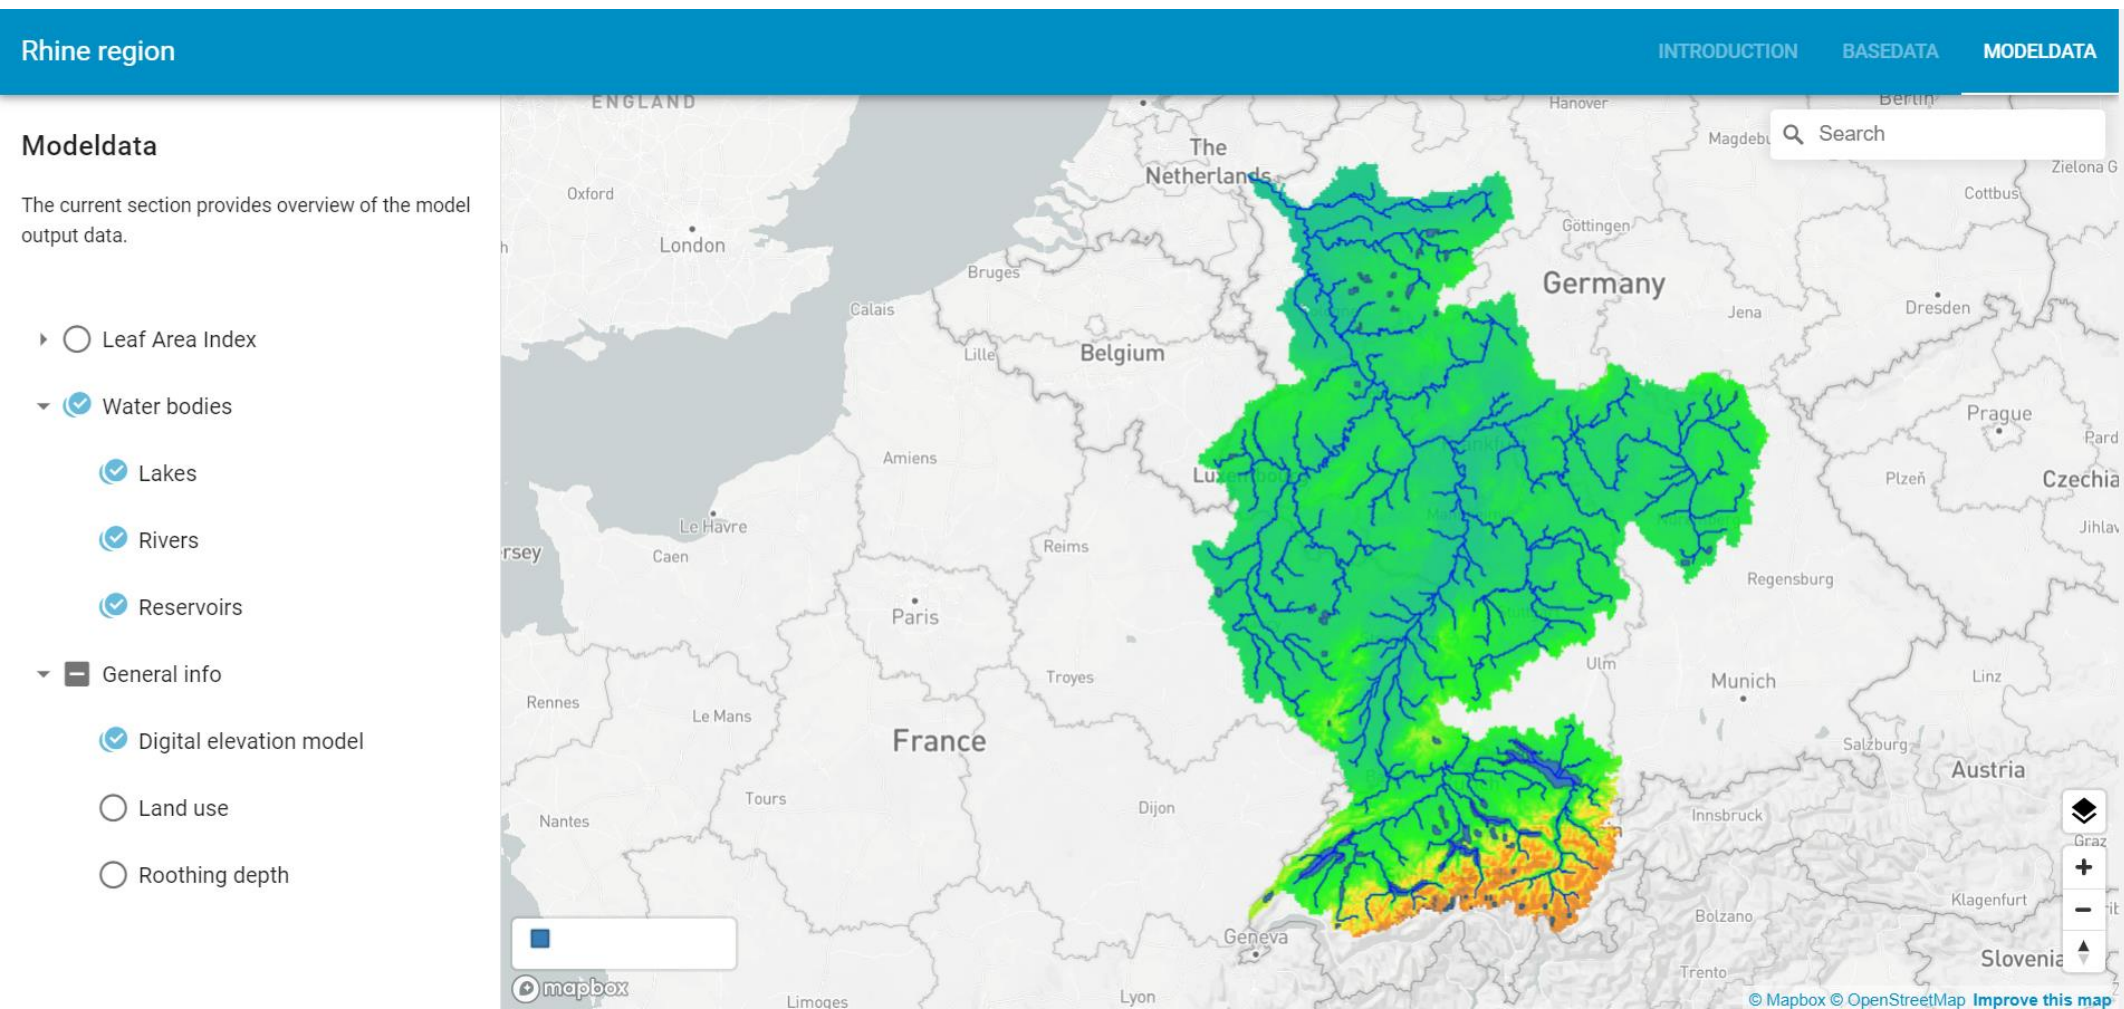 Rhine region
INTRODUCTION
BASEDATA
MODELDATA
Modeldata
The current section provides overview of the model
output data.
Leaf Area Index
Water bodies
Lakes
Rivers
Reservoirs
General info
Digital elevation model
Land use
Roothing depth
Search
ENGLAND
Hanover
Berlin
The
Netherlands
Magdebu
Zielona G
Oxford
Cottbus
Göttingen
London
Bruges
Germany
Calais
Jena
Dresden
Lille
Belgium
Prague
Pard
Amiens
Luxembourg
Plzeň
Czechia
Le Havre
Jihlav
rsey
Caen
Reims
Regensburg
Paris
Ulm
Troyes
Munich
Linz
Rennes
Le Mans
France
Salzburg
Austria
Tours
Dijon
Nantes
Innsbruck
Graz
Klagenfurt
Bolzano
Geneva
Slovenia
Trento
mapbox
Limoges
Lyon
© Mapbox © OpenStreetMap Improve this map